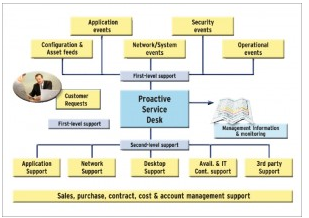 Application
events
Security
events
Configuration &
Asset feeds
Network/System
events
Operational
events
First-level support
Customer
Requests
First-level support
Proactive
Service
Desk
Management information
& monitoring
Second-level support
Application
Support
Network
Support
Desktop
Support
Avail. & IT
Cont. support
3rd party
Support
Sales, purchase, contract, cost & account management support